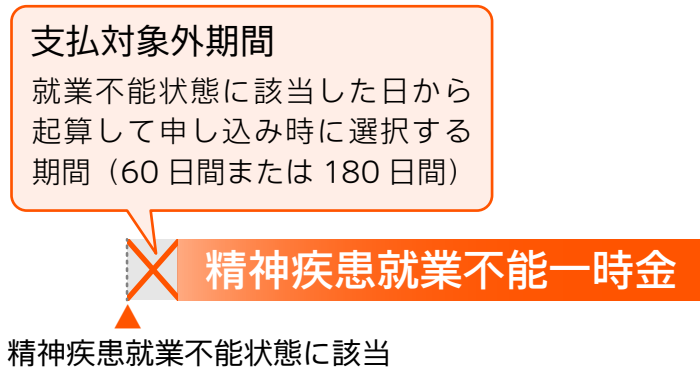 支払対象外期間
就業不能状態に該当した日から
起算して申し込み時に選択する
期間（60 日間または 180 日間）
精神疾患就業不能一時金
精神疾患就業不能状態に該当